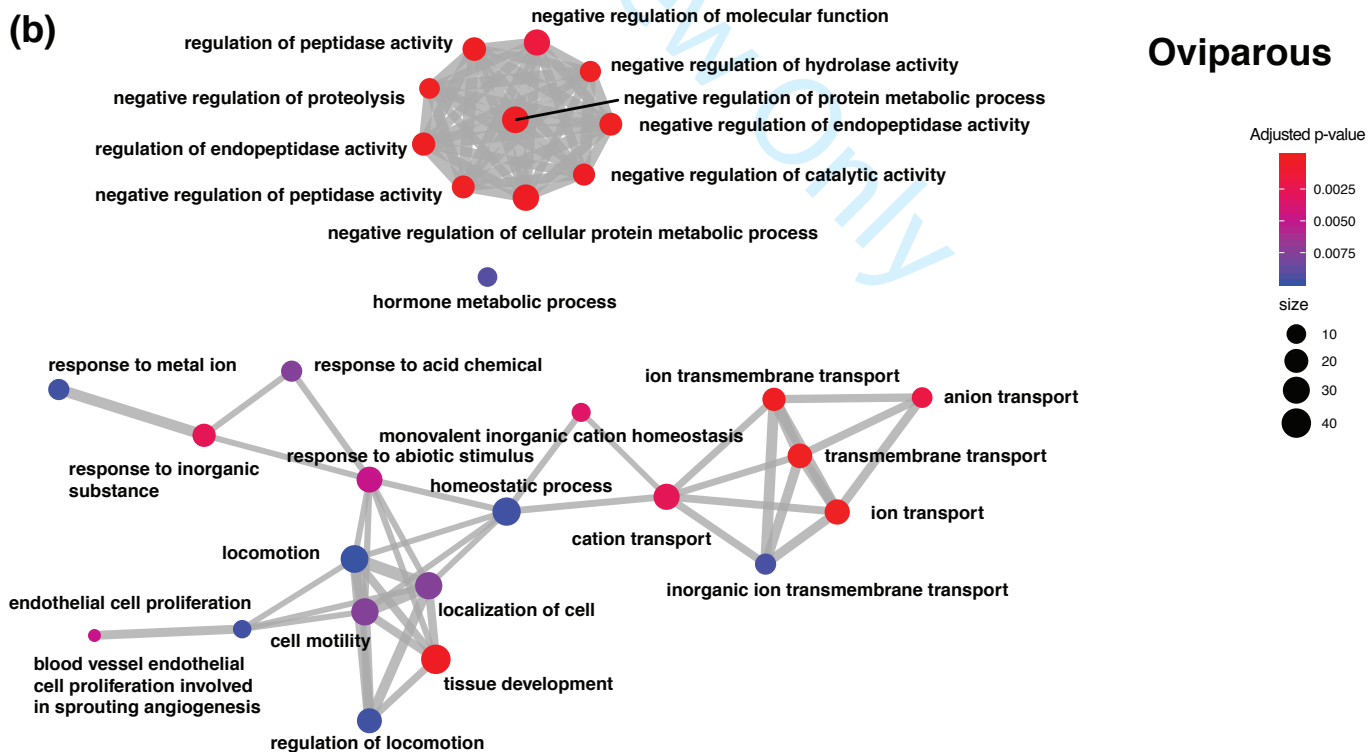 (b)
negative regulation of molecular function
Oviparous
regulation of peptidase activity
negative regulation of hydrolase activity
negative regulation of proteolysis
negative regulation of protein metabolic process
negative regulation of endopeptidase activity
regulation of endopeptidase activity
negative regulation of catalytic activity
negative regulation of peptidase activity
negative regulation of cellular protein metabolic process
hormone metabolic process
w Only
Adjusted p-value
0.0025
0.0050
0.0075
size
10
20
30
40
response to metal ion
response to acid chemical
ion transmembrane transport
anion transport
monovalent inorganic cation homeostasis
response to abiotic stimulus
transmembrane transport
response to inorganic
substance
homeostatic process
ion transport
cation transport
locomotion
inorganic ion transmembrane transport
endothelial cell proliferation
localization of cell
cell motility
blood vessel endothelial
cell proliferation involved
in sprouting angiogenesis
tissue development
regulation of locomotion